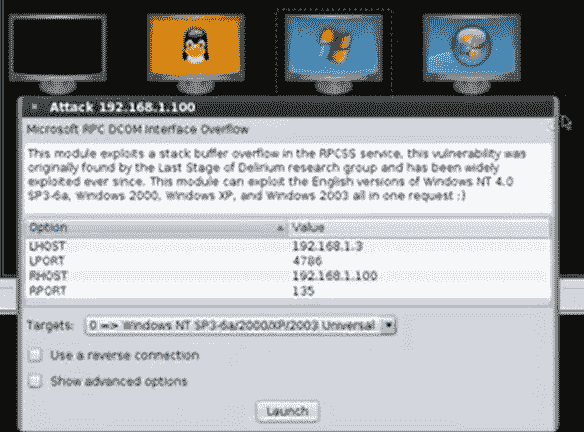 Attack 192.168.1.100
Microsoft RPC DCOM Interface Overflow
This module exploits a stack buffer overflow in the RPCSS service, this vulnerability was
originally found by the Last Stage of Delirium research group and has been widely
exploited ever since. This module can exploit the English versions of Windows NT 4.0
SP3-6a, Windows 2000, Windows XP, and Windows 2003 all in one request :)
Option Value
LHOST 192.168.1.3
LPORT 4786
RHOST 192.168.1.100
RPORT 135
Targets: 0 => Windows NT SP3-6a/2000/XP/2003 Universal
Use a reverse connection
Show advanced options
Launch